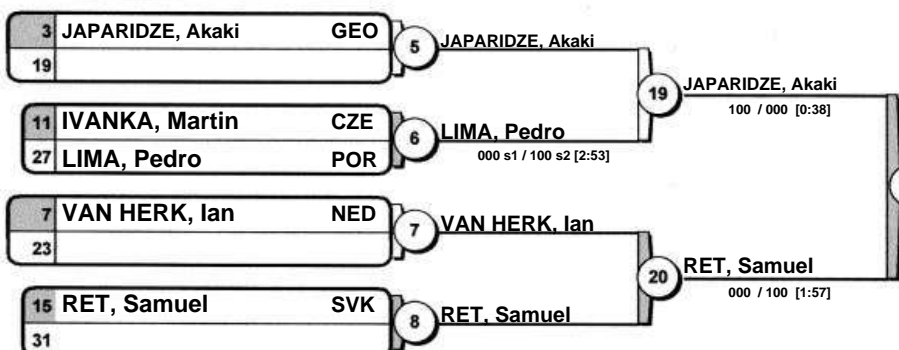 3 JAPARIDZE, Akaki GEO
19
5 JAPARIDZE, Akaki
11 IVANKA, Martin CZE
27 LIMA, Pedro POR
6 LIMA, Pedro
000 s1 / 100 s2 [2:53]
19 JAPARIDZE, Akaki
100 / 000 [0:38]
7 VAN HERK, Ian NED
23
7 VAN HERK, Ian
15 RET, Samuel SVK
31
8 RET, Samuel
20 RET, Samuel
000 / 100 [1:57]